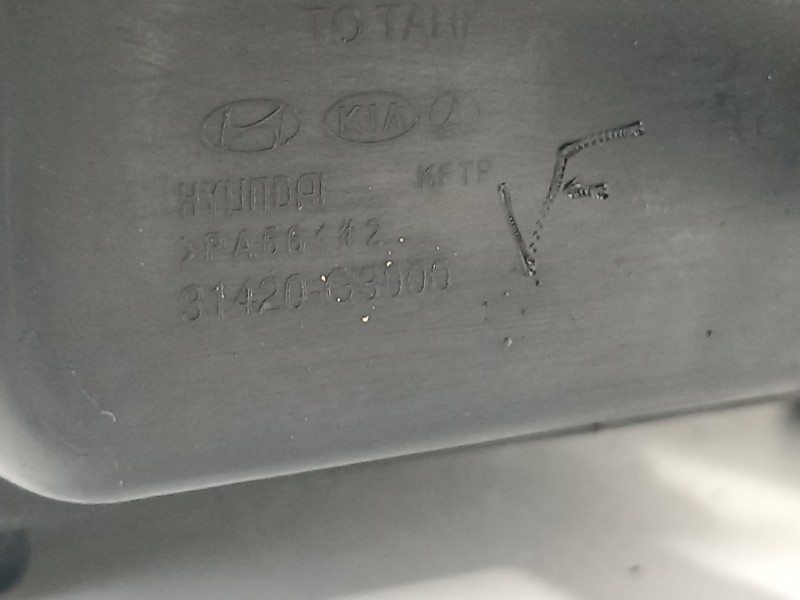 TO TANK
KIA
KFTP
HYUNDAI
>PA66< #2
31420-G3000